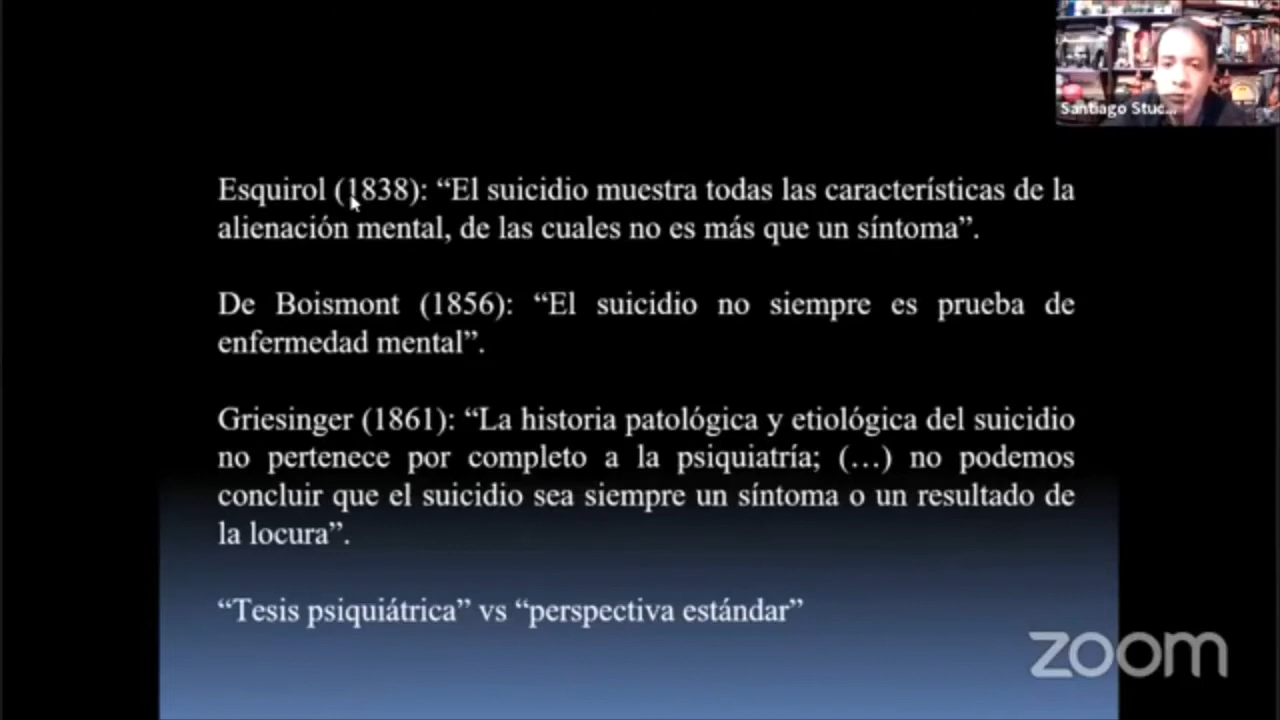 Santiago Stuc...
Esquirol (1838): “El suicidio muestra todas las características de la
alienación mental, de las cuales no es más que un síntoma”.
De Boismont (1856): “El suicidio no siempre es prueba de
enfermedad mental”.
Griesinger (1861): “La historia patológica y etiológica del suicidio
no pertenece por completo a la psiquiatría; (…) no podemos
concluir que el suicidio sea siempre un síntoma o un resultado de
la locura”.
“Tesis psiquiátrica” vs “perspectiva estándar”
zoom